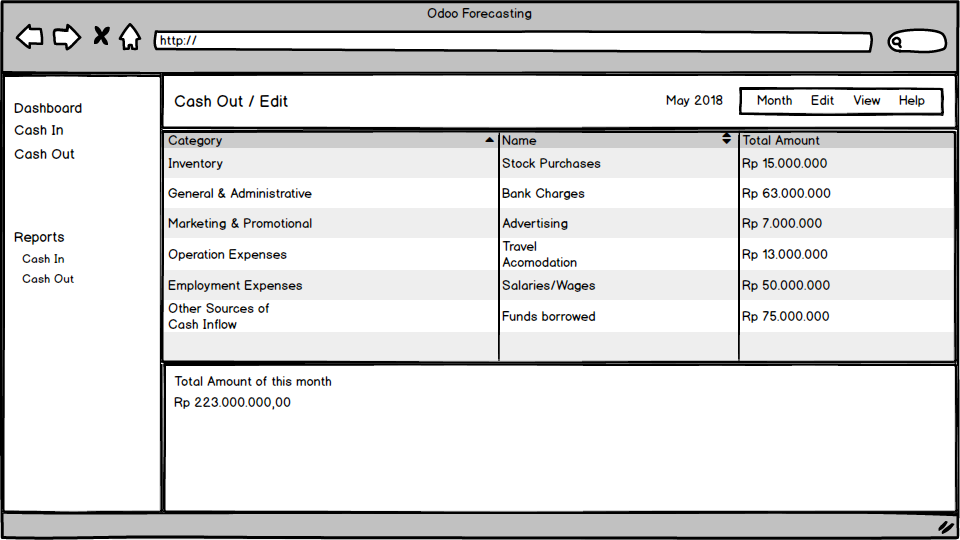 Odoo Forecasting
http://
Dashboard
Cash In
Cash Out
Reports
Cash In
Cash Out
Cash Out / Edit
May 2018
Month Edit View Help
Category Name Total Amount
Inventory Stock Purchases Rp 15.000.000
General & Administrative Bank Charges Rp 63.000.000
Marketing & Promotional Advertising Rp 7.000.000
Operation Expenses Travel Rp 13.000.000
Acomodation
Employment Expenses Salaries/Wages Rp 50.000.000
Other Sources of Funds borrowed Rp 75.000.000
Cash Inflow
Total Amount of this month
Rp 223.000.000,00